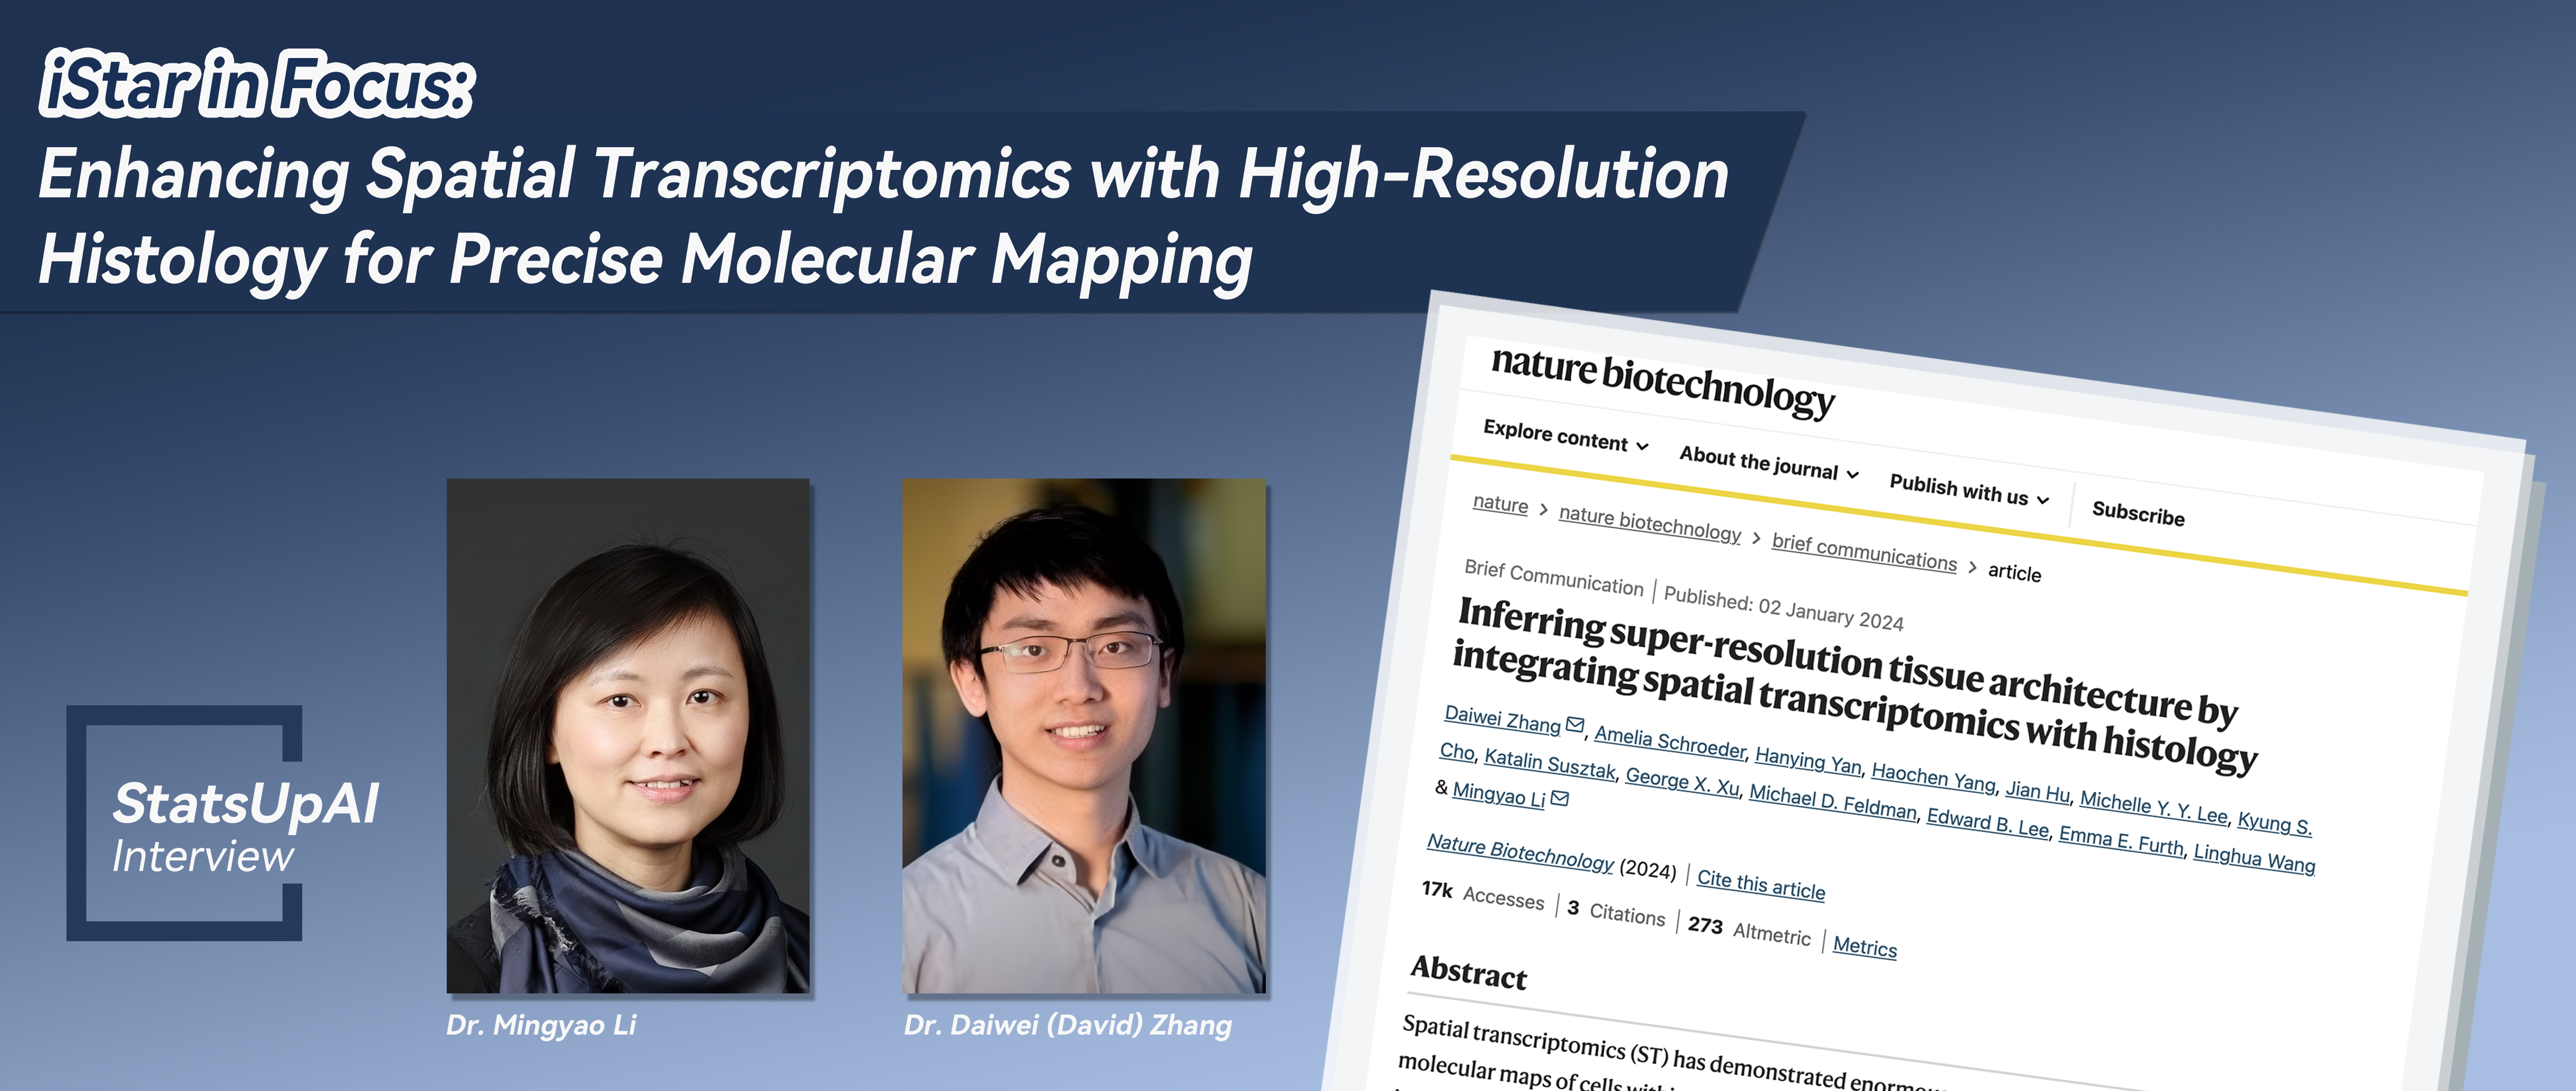 iStar in Focus:
Enhancing Spatial Transcriptomics with High-Resolution
Histology for Precise Molecular Mapping
StatsUpAI
Interview
Dr. Mingyao Li
Dr. Daiwei (David) Zhang
nature biotechnology
Explore content About the journal Publish with us Subscribe
nature > nature biotechnology > brief communications > article
Brief Communication | Published: 02 January 2024
Inferring super-resolution tissue architecture by
integrating spatial transcriptomics with histology
Daiwei Zhang, Amelia Schroeder, Hanying Yan, Haochen Yang, Jian Hu, Michelle Y. Y. Lee, Kyung S.
Cho, Katalin Susztak, George X. Xu, Michael D. Feldman, Edward B. Lee, Emma E. Furth, Linghua Wang
& Mingyao Li
Nature Biotechnology (2024) | Cite this article
17k Accesses | 3 Citations | 273 Altmetric | Metrics
Abstract
Spatial transcriptomics (ST) has demonstrated
molecular maps of cells